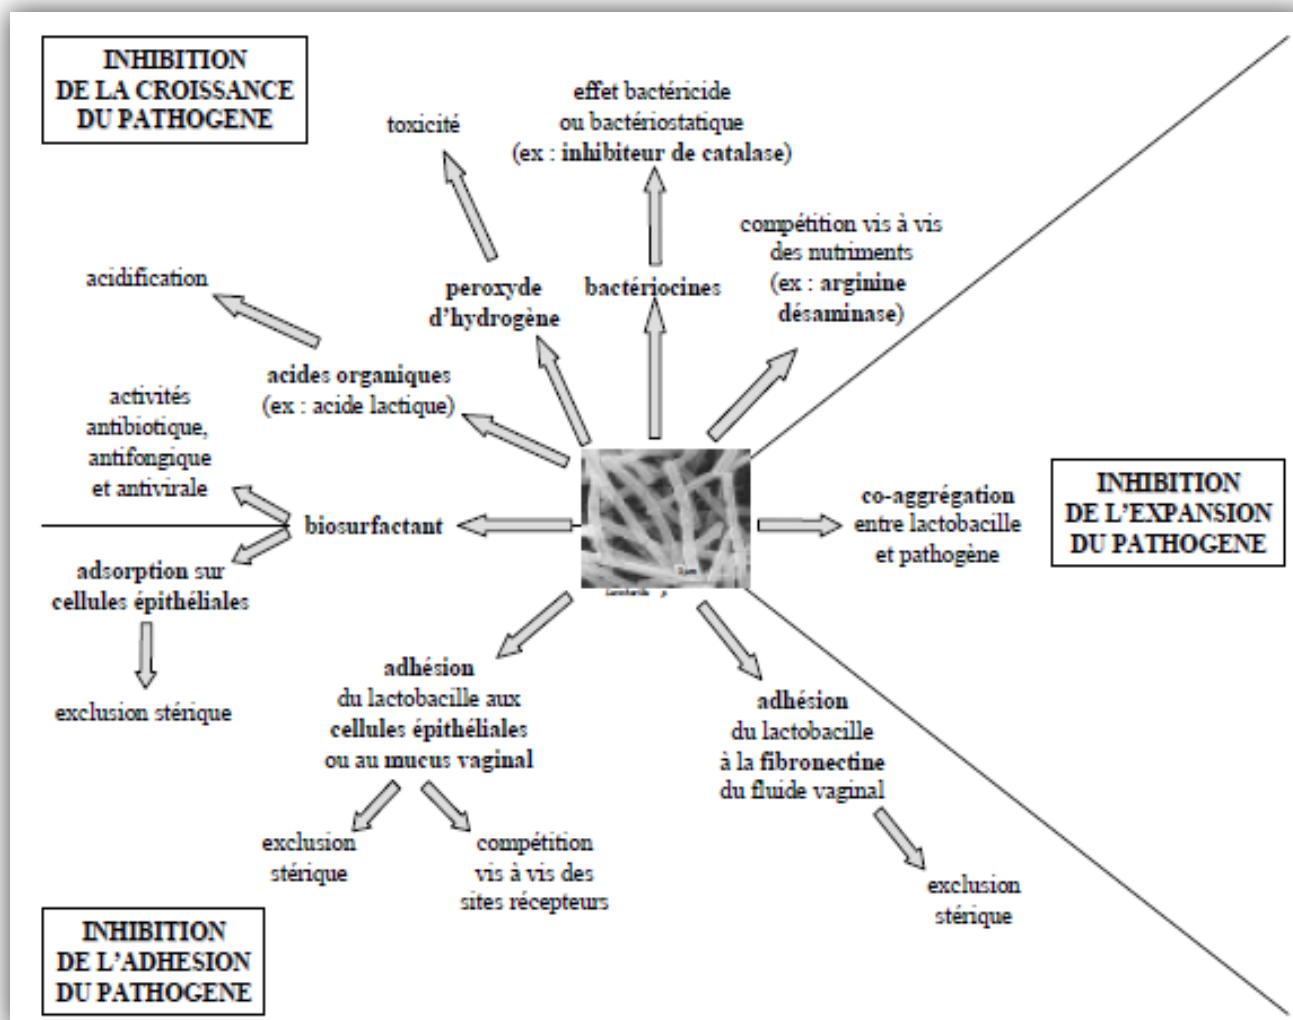 INHIBITION
DE LA CROISSANCE
DU PATHOGENE
toxicité
effet bactéricide
ou bactériostatique
(ex : inhibiteur de catalase)
compétition vis à vis
des nutriments
(ex : arginine
désaminase)
acidification
peroxyde
d'hydrogène
bactériocines
acides organiques
(ex : acide lactique)
activités
antibiotique,
antifongique
et antivirale
biosurfactant
co-aggrégation
entre lactobacille
et pathogène
INHIBITION
DE L'EXPANSION
DU PATHOGENE
adsorption sur
cellules épithéliales
exclusion stérique
adhésion
du lactobacille aux
cellules épithéliales
ou au mucus vaginal
adhésion
du lactobacille
à la fibronectine
du fluide vaginal
exclusion
stérique
compétition
vis à vis des
sites récepteurs
exclusion
stérique
INHIBITION
DE L'ADHESION
DU PATHOGENE